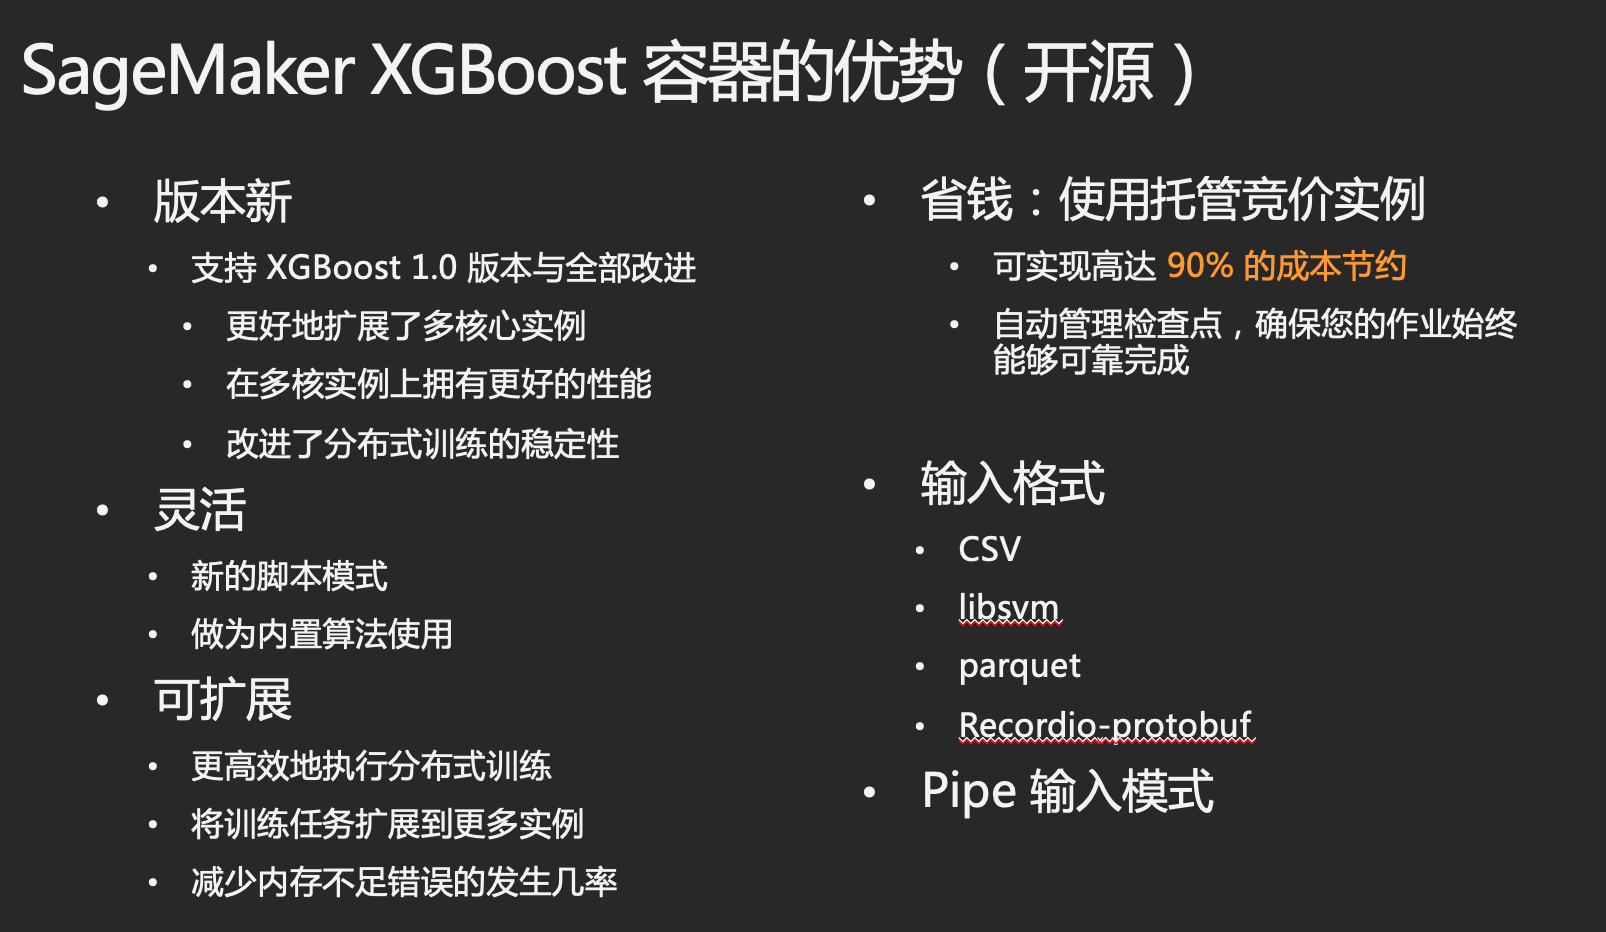 SageMaker XGBoost 容器的优势（开源）
• 版本新
• 支持 XGBoost 1.0 版本与全部改进
• 更好地扩展了多核心实例
• 在多核实例上拥有更好的性能
• 改进了分布式训练的稳定性
• 灵活
• 新的脚本模式
• 做为内置算法使用
• 可扩展
• 更高效地执行分布式训练
• 将训练任务扩展到更多实例
• 减少内存不足错误的发生几率
• 省钱：使用托管竞价实例
• 可实现高达 90% 的成本节约
• 自动管理检查点，确保您的作业始终
能够可靠完成
• 输入格式
• CSV
• libsvm
• parquet
• Recordio-protobuf
• Pipe 输入模式